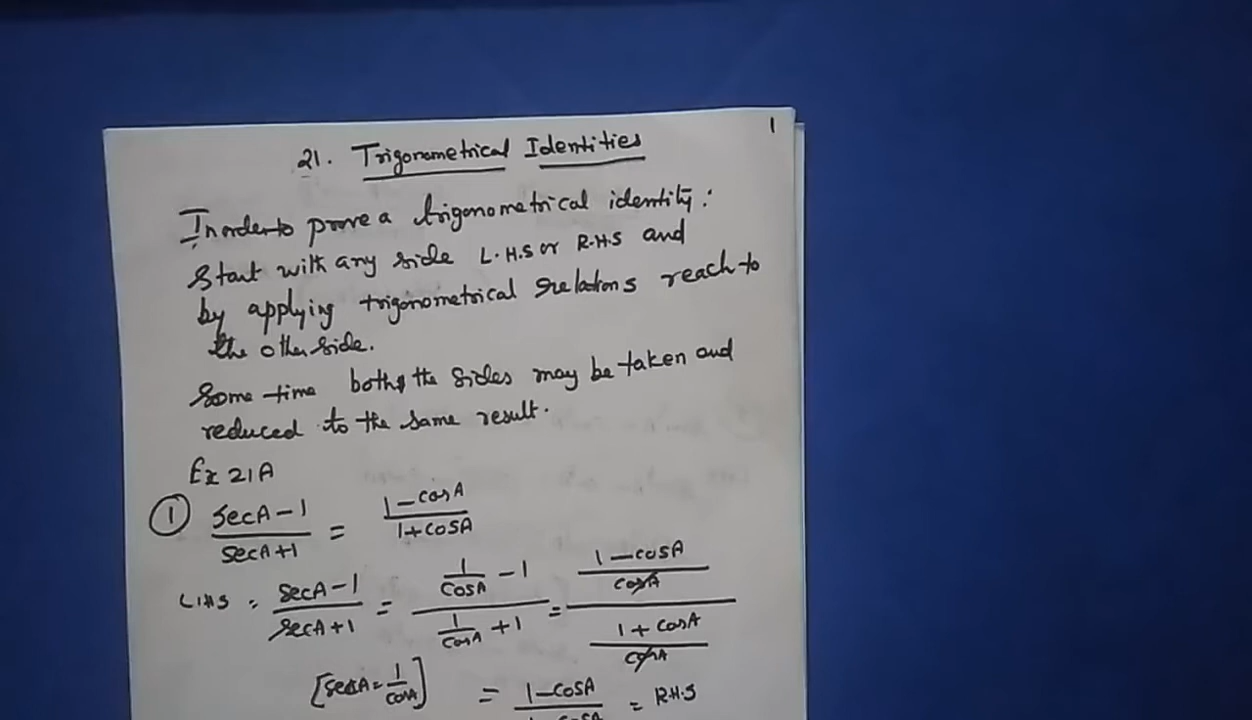 1
21. Trigonometrical Identities
In order to prove a trigonometrical identity :
Start with any side L.H.S or R.H.S and
by applying trigonometrical relations reach to
the other side.
Some time both the sides may be taken and
reduced to the same result.
Ex 21A
① (secA-1)/(secA+1) = (1-cosA)/(1+cosA)
LHS = (secA-1)/(secA+1) = (1/cosA - 1)/(1/cosA + 1) = ((1-cosA)/cosA)/((1+cosA)/cosA)
[secA = 1/cosA] = (1-cosA)/(1+cosA) = R.H.S